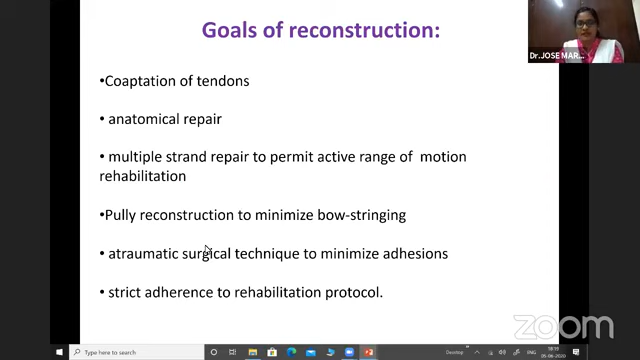 Goals of reconstruction:
Dr.JOSE MAR...
•Coaptation of tendons
• anatomical repair
• multiple strand repair to permit active range of motion
rehabilitation
•Pully reconstruction to minimize bow-stringing
• atraumatic surgical technique to minimize adhesions
• strict adherence to rehabilitation protocol.
zoom
Type here to search
Desktop
ENG